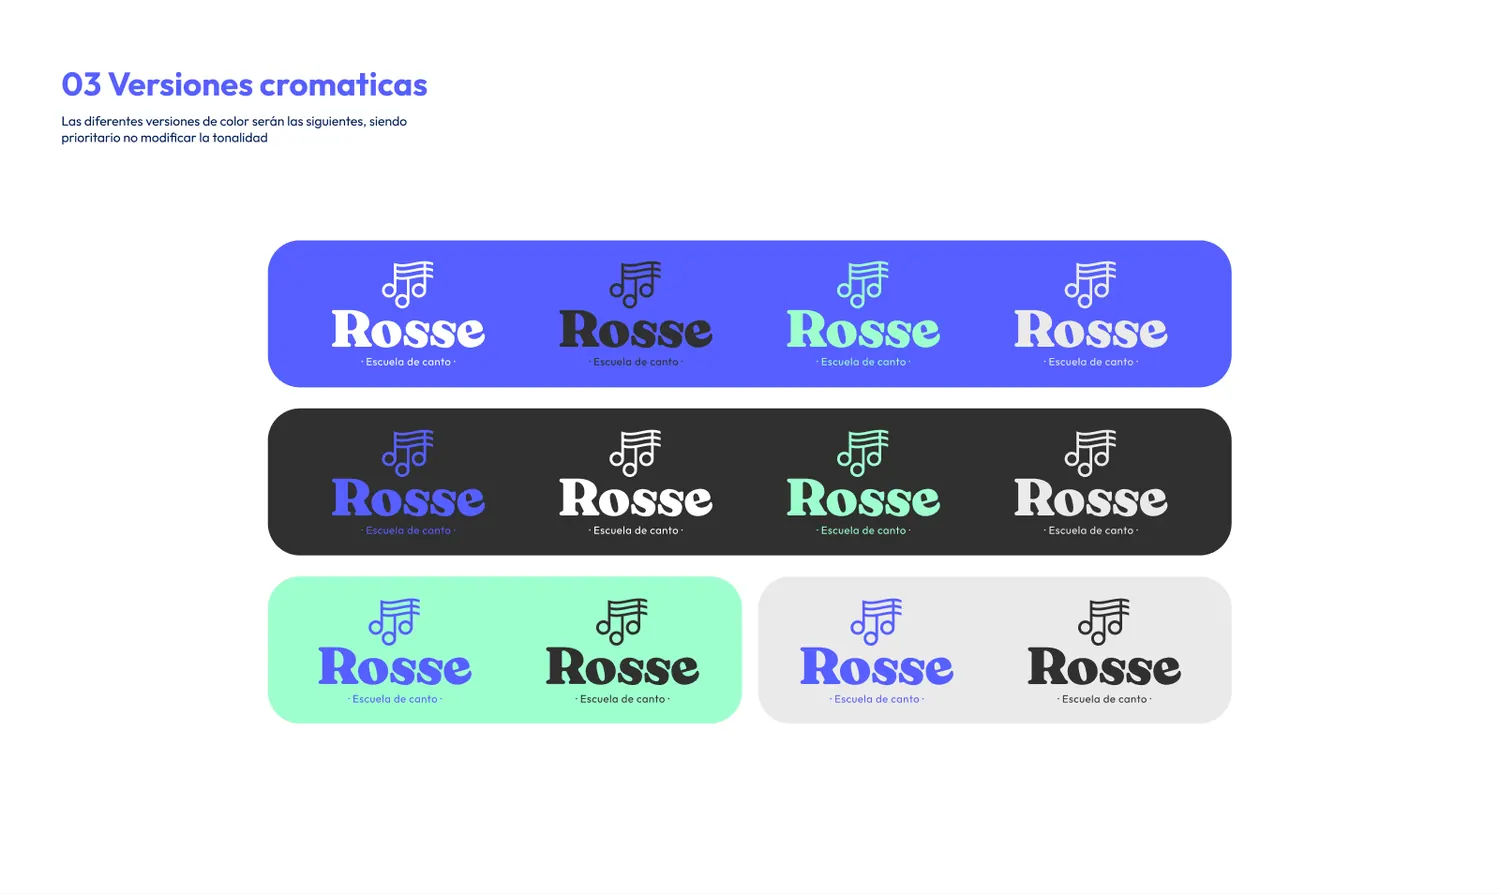 03 Versiones cromaticas
Las diferentes versiones de color serán las siguientes, siendo
prioritario no modificar la tonalidad
Rosse
· Escuela de canto ·
Rosse
· Escuela de canto ·
Rosse
· Escuela de canto ·
Rosse
· Escuela de canto ·
Rosse
· Escuela de canto ·
Rosse
· Escuela de canto ·
Rosse
· Escuela de canto ·
Rosse
· Escuela de canto ·
Rosse
· Escuela de canto ·
Rosse
· Escuela de canto ·
Rosse
· Escuela de canto ·
Rosse
· Escuela de canto ·